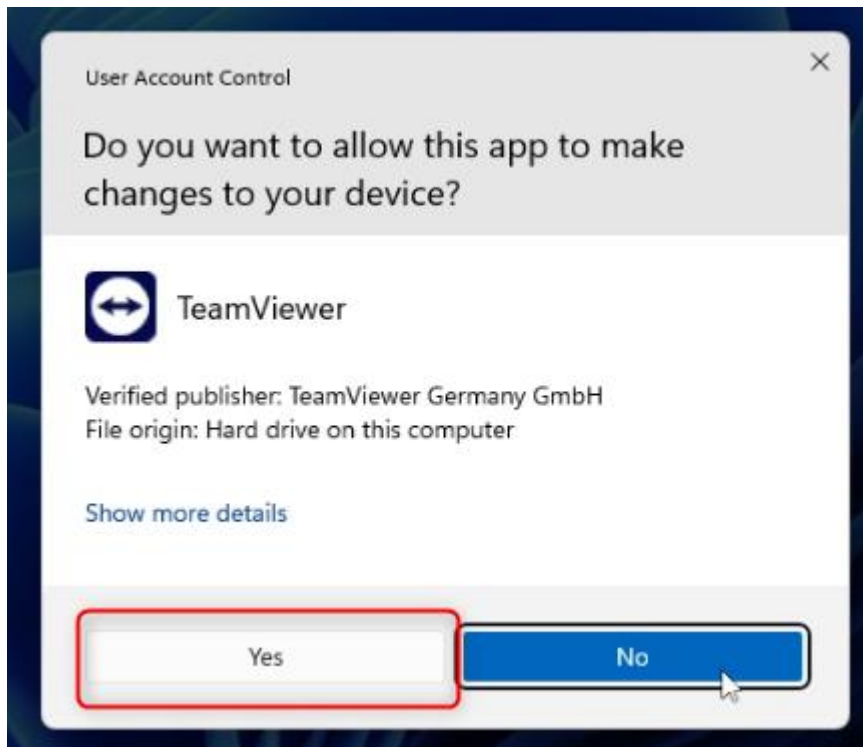 User Account Control
Do you want to allow this app to make
changes to your device?
TeamViewer
Verified publisher: TeamViewer Germany GmbH
File origin: Hard drive on this computer
Show more details
Yes
No